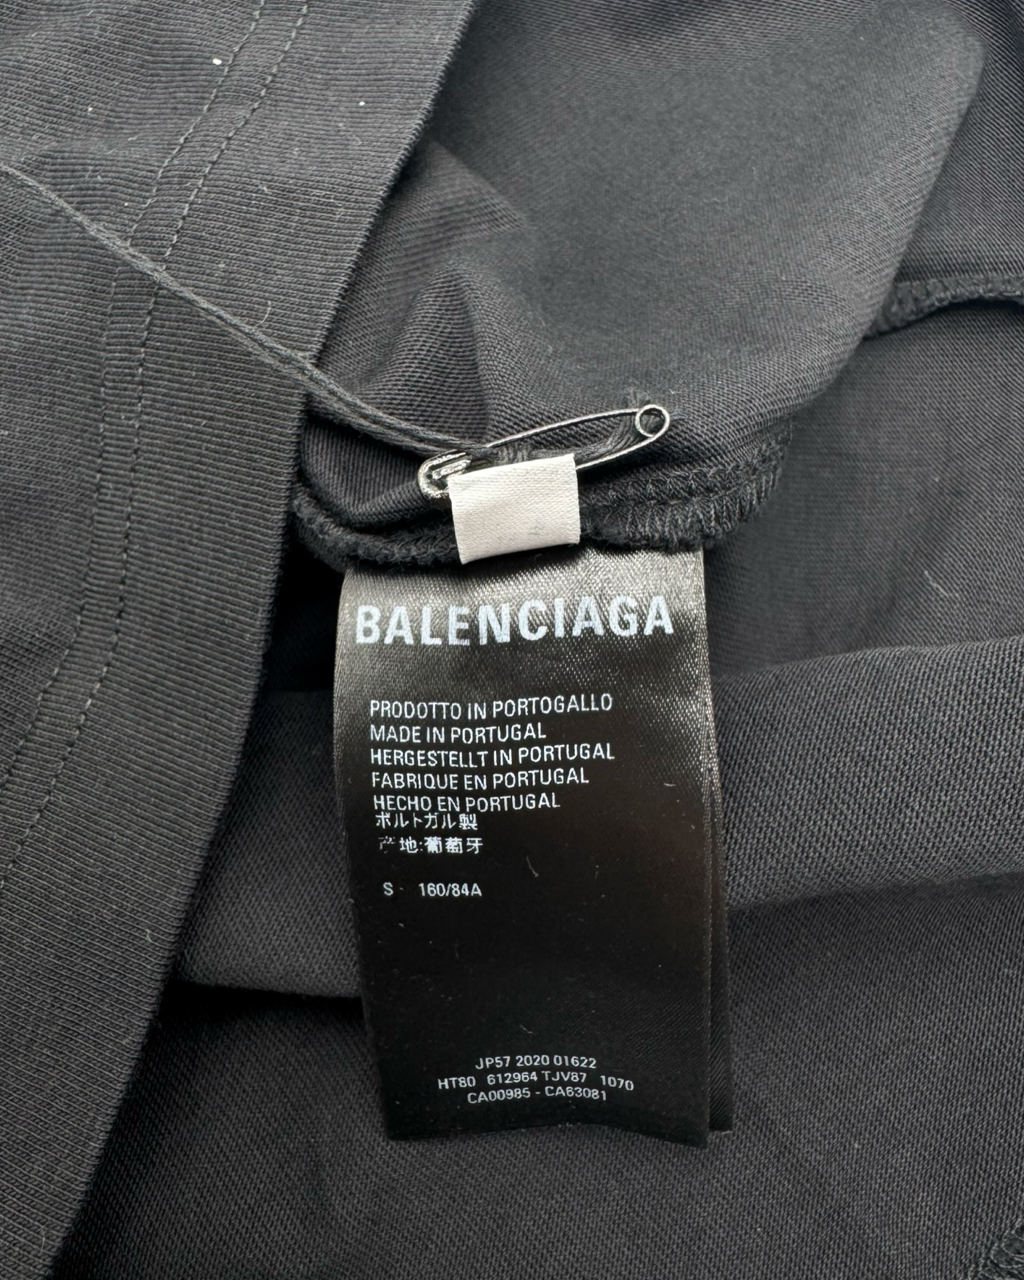 BALENCIAGA
PRODOTTO IN PORTOGALLO
MADE IN PORTUGAL
HERGESTELLT IN PORTUGAL
FABRIQUE EN PORTUGAL
HECHO EN PORTUGAL
ポルトガル製
产地:葡萄牙
S 160/84A
JP57 2020 01622
HT80 612964 TJV87 1070
CA00985 - CA63081